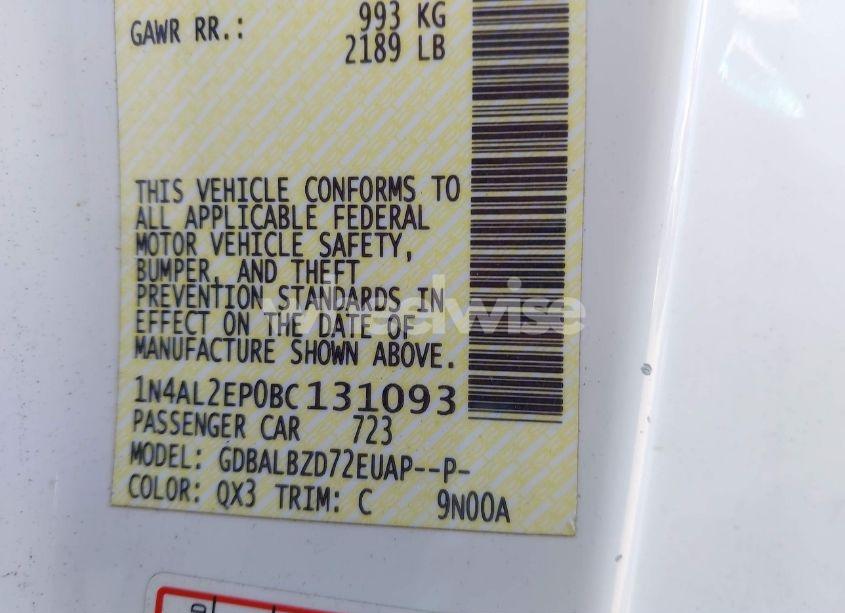 GAWR RR.: 993 KG
2189 LB
THIS VEHICLE CONFORMS TO
ALL APPLICABLE FEDERAL
MOTOR VEHICLE SAFETY,
BUMPER, AND THEFT
PREVENTION STANDARDS IN
EFFECT ON THE DATE OF
MANUFACTURE SHOWN ABOVE.
1N4AL2EP0BC131093
PASSENGER CAR 723
MODEL: GDBALBZD72EUAP--P-
COLOR: QX3 TRIM: C 9N00A
wheelwise